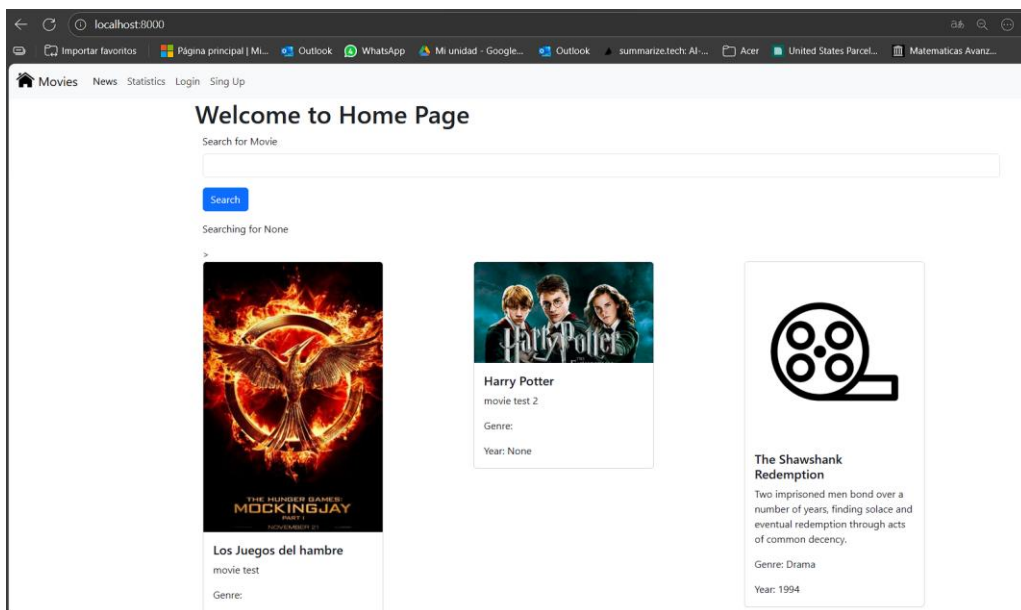 localhost:8000
Importar favoritos
Página principal | Mi...
Outlook
WhatsApp
Mi unidad - Google...
Outlook
summarize.tech: AI-...
Acer
United States Parcel...
Matematicas Avanz...
Movies News Statistics Login Sing Up
Welcome to Home Page
Search for Movie
Search
Searching for None
>
THE HUNGER GAMES:
MOCKINGJAY
PART 1
NOVEMBER 21
Los Juegos del hambre
movie test
Genre:
Harry Potter
Harry Potter
movie test 2
Genre:
Year: None
The Shawshank
Redemption
Two imprisoned men bond over a
number of years, finding solace and
eventual redemption through acts
of common decency.
Genre: Drama
Year: 1994